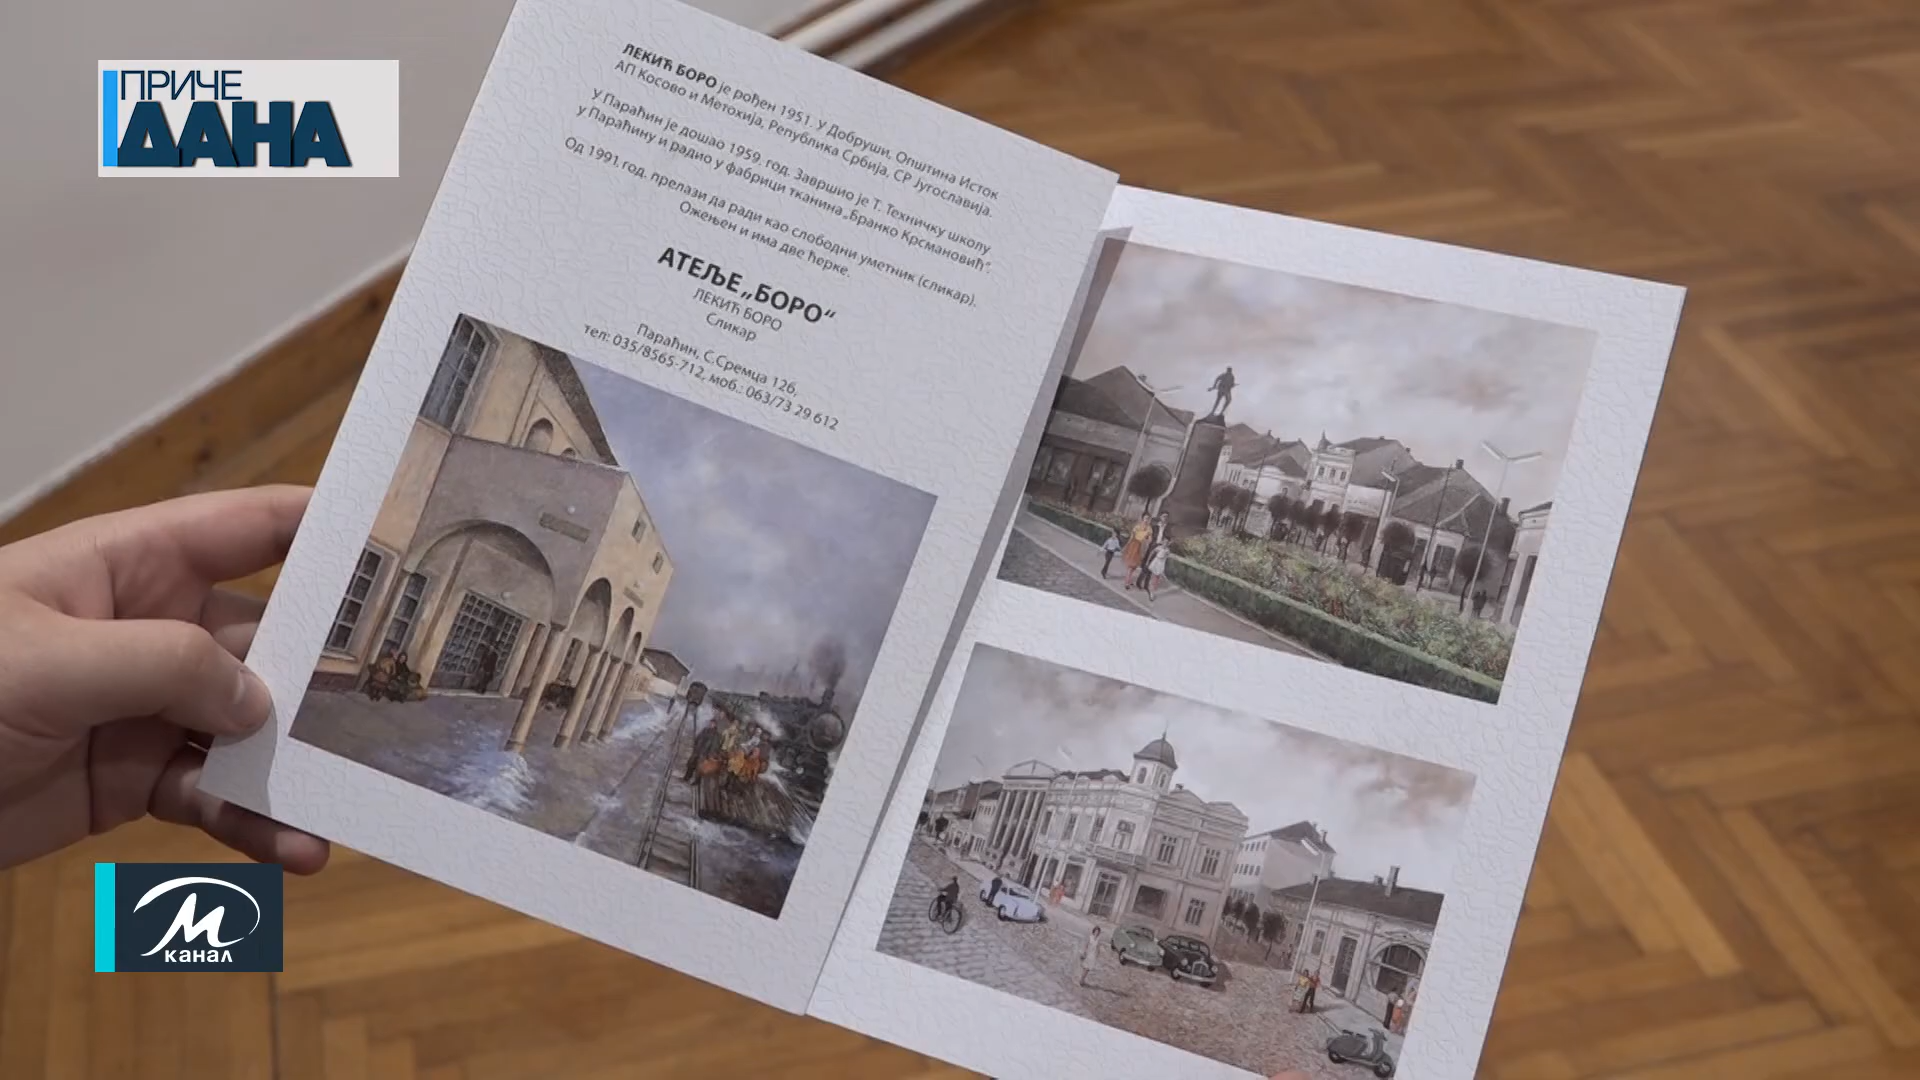 ПРИЧЕ
ДАНА
ЛЕКИЋ БОРО је рођен 1951. У Добруши, Општина Исток
АП Косово и Метохија, Република Србија, СР Југославија.
У Параћин је дошао 1959. год. Завршио је Т. Техничку школу
у Параћину и радио у фабрици тканина „Бранко Крсмановић“.
Од 1991. год. прелази да ради као слободни уметник (сликар).
Ожењен и има две ћерке.
АТЕЉЕ „БОРО“
ЛЕКИЋ БОРО
Сликар
Параћин, С.Сремца 126,
тел: 035/8565-712, моб.: 063/73 29 612
М
канал